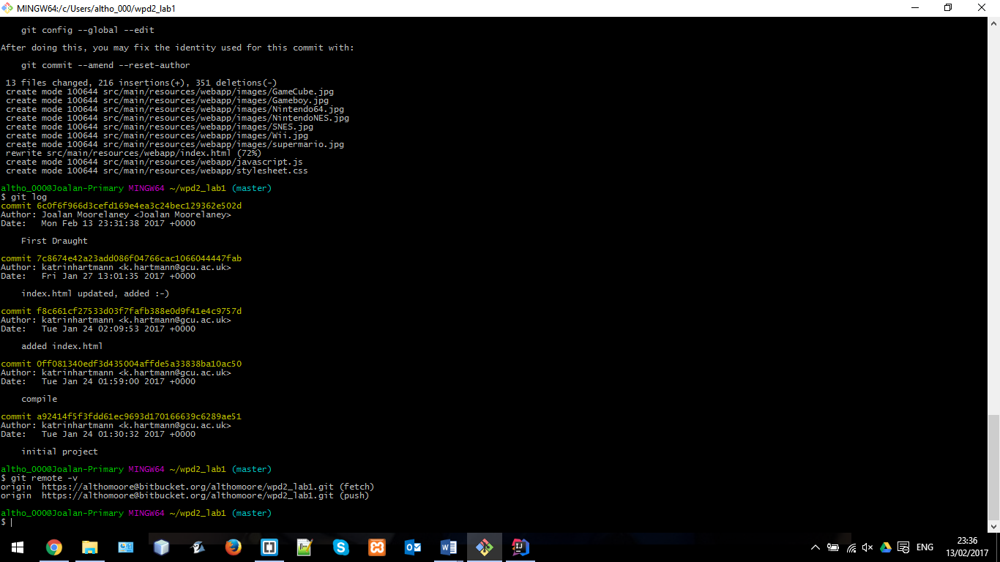 MINGW64:/c/Users/altho_000/wpd2_lab1
git config --global --edit
After doing this, you may fix the identity used for this commit with:
git commit --amend --reset-author
13 files changed, 216 insertions(+), 351 deletions(-)
create mode 100644 src/main/resources/webapp/images/GameCube.jpg
create mode 100644 src/main/resources/webapp/images/Gameboy.jpg
create mode 100644 src/main/resources/webapp/images/Nintendo64.jpg
create mode 100644 src/main/resources/webapp/images/NintendoNES.jpg
create mode 100644 src/main/resources/webapp/images/SNES.jpg
create mode 100644 src/main/resources/webapp/images/Wii.jpg
create mode 100644 src/main/resources/webapp/images/supermario.jpg
rewrite src/main/resources/webapp/index.html (72%)
create mode 100644 src/main/resources/webapp/javascript.js
create mode 100644 src/main/resources/webapp/stylesheet.css
altho_000@Joalan-Primary MINGW64 ~/wpd2_lab1 (master)
$ git log
commit 6c0f6f966d3cefd169e4ea3c24bec129362e502d
Author: Joalan Moorelaney <Joalan Moorelaney>
Date:   Mon Feb 13 23:31:38 2017 +0000
First Draught
commit 7c8674e42a23add086f04766cac1066044447fab
Author: katrinhartmann <k.hartmann@gcu.ac.uk>
Date:   Fri Jan 27 13:01:35 2017 +0000
index.html updated, added :-)
commit f8c661cf27533d03f7fafb388e0d9f41e4c9757d
Author: katrinhartmann <k.hartmann@gcu.ac.uk>
Date:   Tue Jan 24 02:09:53 2017 +0000
added index.html
commit 0ff081340edf3d435004affde5a33838ba10ac50
Author: katrinhartmann <k.hartmann@gcu.ac.uk>
Date:   Tue Jan 24 01:59:00 2017 +0000
compile
commit a92414f5f3fdd61ec9693d170166639c6289ae51
Author: katrinhartmann <k.hartmann@gcu.ac.uk>
Date:   Tue Jan 24 01:30:32 2017 +0000
initial project
altho_000@Joalan-Primary MINGW64 ~/wpd2_lab1 (master)
$ git remote -v
origin  https://althomoore@bitbucket.org/althomoore/wpd2_lab1.git (fetch)
origin  https://althomoore@bitbucket.org/althomoore/wpd2_lab1.git (push)
altho_000@Joalan-Primary MINGW64 ~/wpd2_lab1 (master)
$
ENG
23:36
13/02/2017